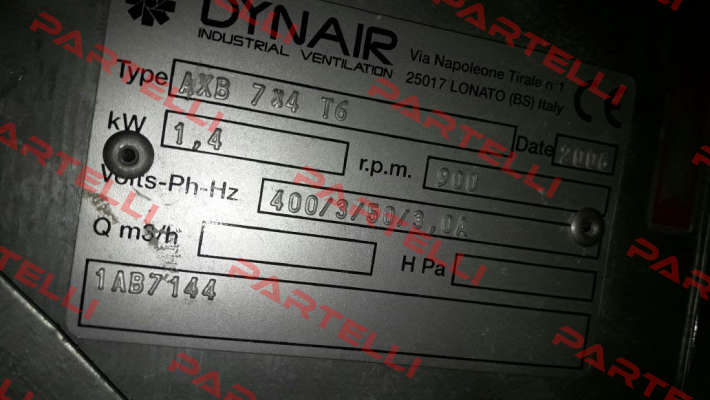 DYNAIR
INDUSTRIAL VENTILATION
Via Napoleone Tirale n°1
25017 LONATO (BS) Italy
Type AXB 7X4 T6 Date 2006 CE
kW 1,4 r.p.m. 900
Volts-Ph-Hz 400/3/50/3,0A
Q m3/h H Pa
1AB7144
PARTELLI
PARTELLI
PARTELLI
PARTELLI
PARTELLI
PARTELLI
PARTELLI
PARTELLI
PARTELLI